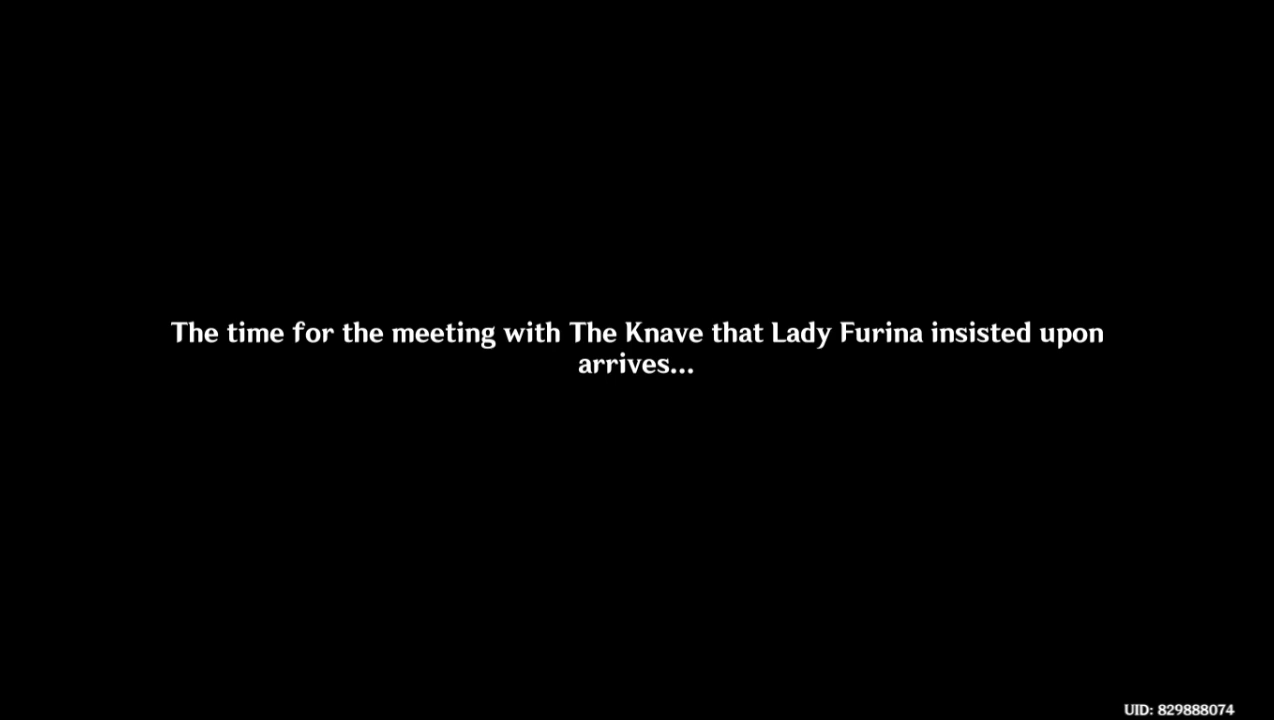 The time for the meeting with The Knave that Lady Furina insisted upon
arrives...
UID: 829888074